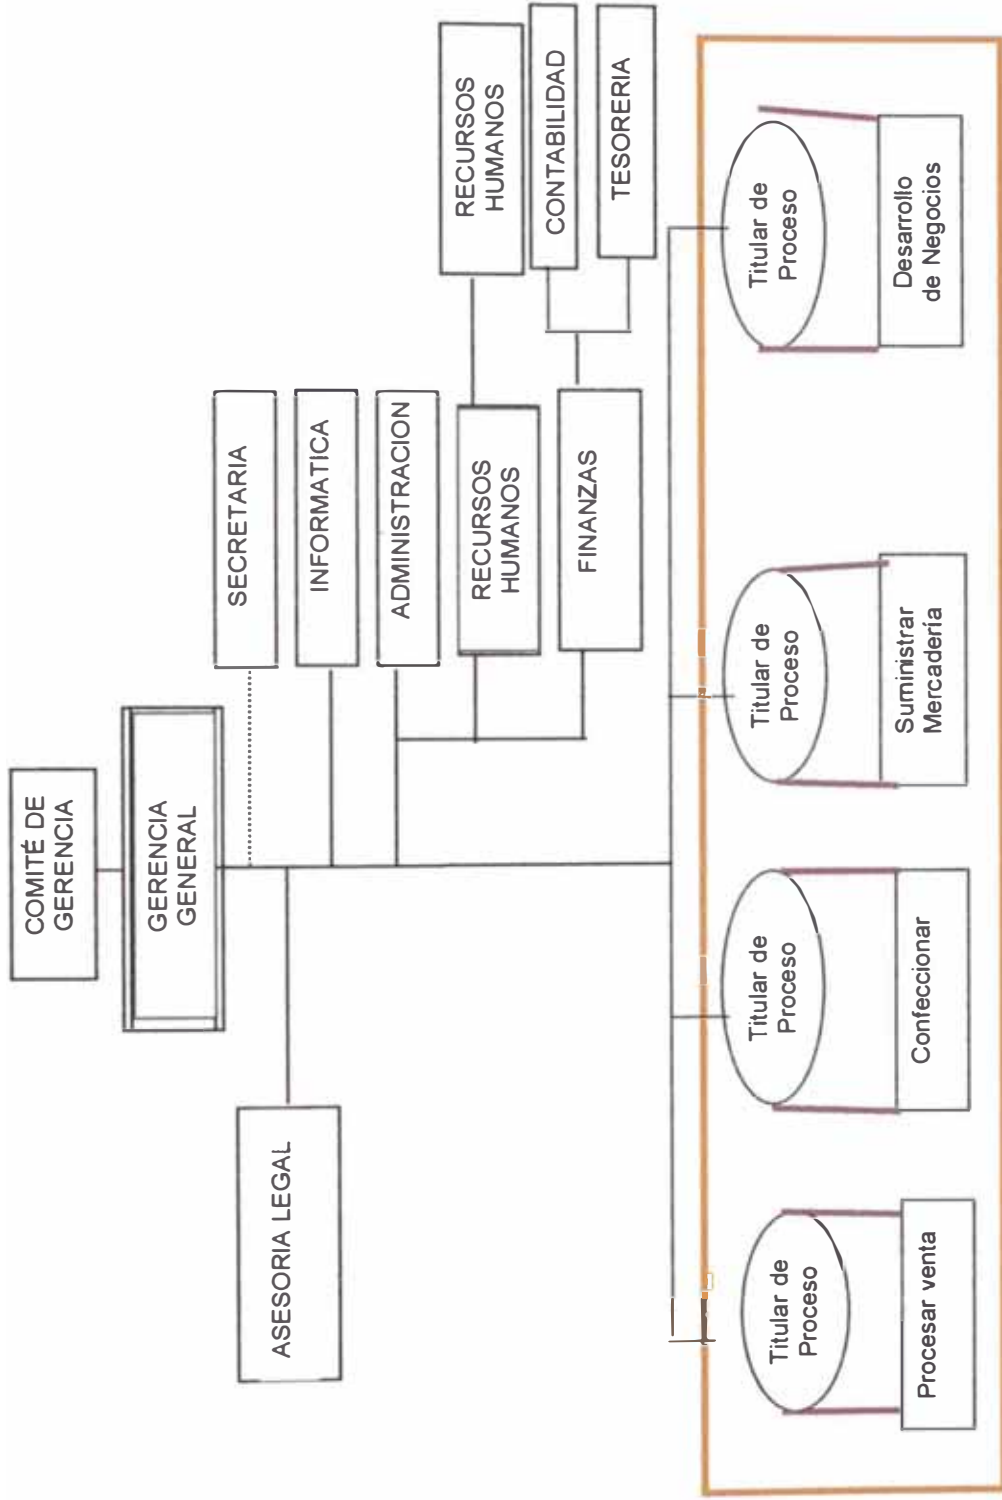 COMITÉ DE
GERENCIA
GERENCIA
GENERAL
ASESORIA LEGAL
SECRETARIA
INFORMATICA
ADMINISTRACION
RECURSOS
HUMANOS
RECURSOS
HUMANOS
FINANZAS
CONTABILIDAD
TESORERIA
Titular de
Proceso
Procesar venta
Titular de
Proceso
Confeccionar
Titular de
Proceso
Suministrar
Mercadería
Titular de
Proceso
Desarrollo
de Negocios